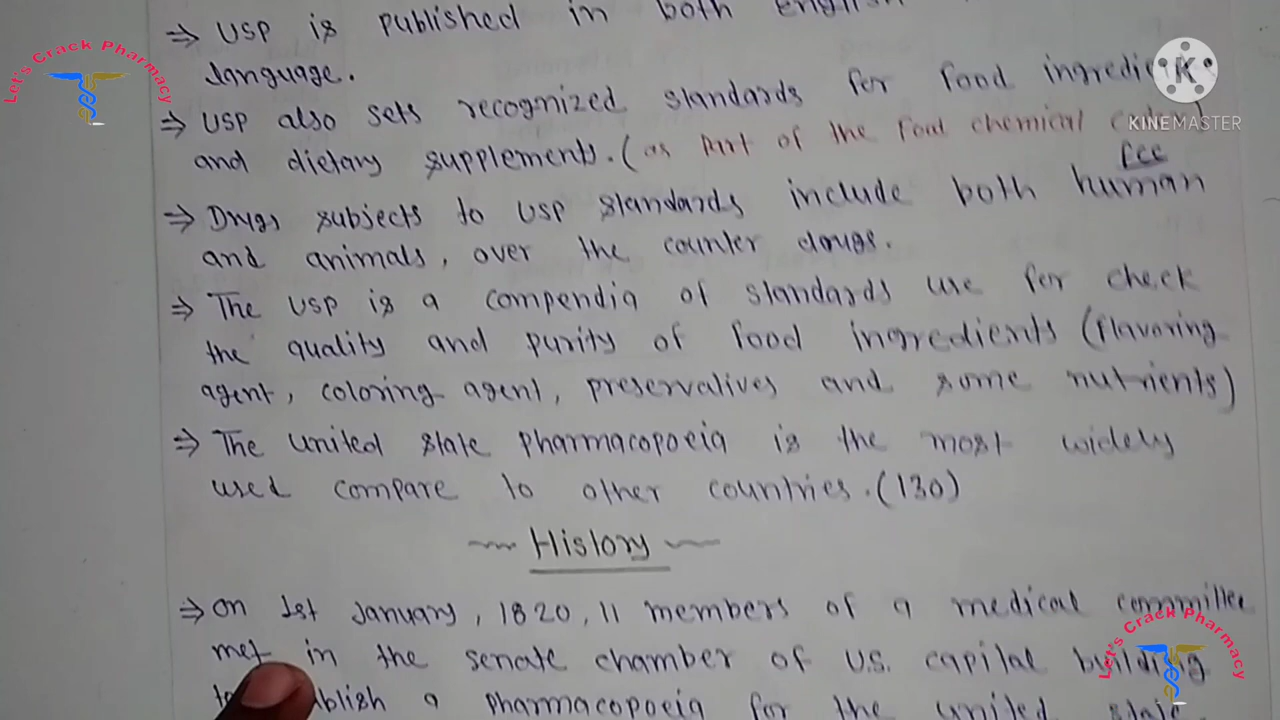 ⇒ USP is published in both english
language.
⇒ USP also sets recognized standards for food
and dietary supplements. (as part of the food chemical
FCC
⇒ Drugs subjects to USP standards include both human
and animals, over the counter drugs.
⇒ The USP is a compendia of standards use for check
the quality and purity of food ingredients (flavoring
agent, coloring agent, preservatives and some nutrients)
⇒ The united state pharmacopoeia is the most widely
used compare to other countries. (130)
History
⇒ On 1st January, 1820, 11 members of a medical committee
met in the senate chamber of U.S. capital building
a pharmacopoeia for the united state
Let's Crack Pharmacy
K
KINEMASTER
Let's Crack Pharmacy